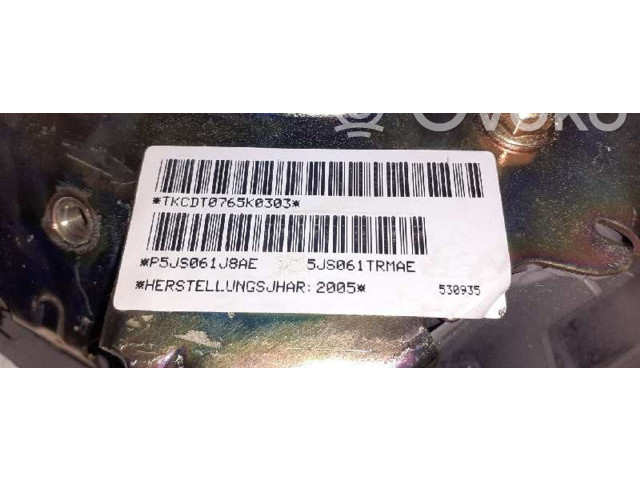 *TKCDT0765K0303*
*P5JS061J8AE 5JS061TRMAE
*HERSTELLUNGSJHAR: 2005* 530935